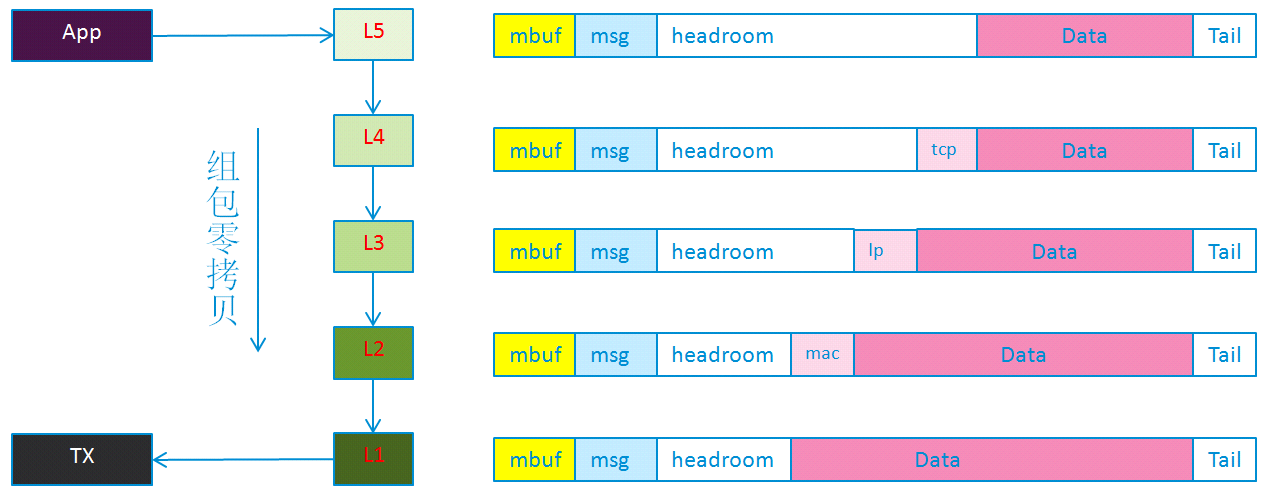 App
L5
mbuf msg headroom Data Tail
L4
mbuf msg headroom tcp Data Tail
组包零拷贝
L3
mbuf msg headroom lp Data Tail
L2
mbuf msg headroom mac Data Tail
TX
L1
mbuf msg headroom Data Tail